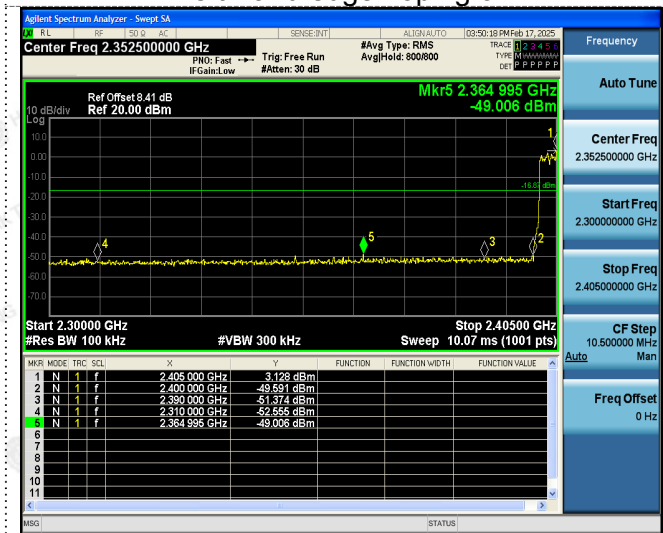 Agilent Spectrum Analyzer - Swept SA
RL RF 50 Ω AC SENSE:INT ALIGN AUTO 03:50:18 PM Feb 17, 2025
Center Freq 2.352500000 GHz
PNO: Fast
IFGain:Low
Trig: Free Run
#Atten: 30 dB
#Avg Type: RMS
Avg|Hold: 800/800
TRACE 1 2 3 4 5 6
TYPE M
DET P P P P P P
Ref Offset 8.41 dB
Ref 20.00 dBm
10 dB/div
Log
Mkr5 2.364 995 GHz
-49.006 dBm
10.0
0.00
-10.0
-20.0
-30.0
-40.0
-50.0
-60.0
-70.0
1
2
3
4
5
Start 2.30000 GHz
Stop 2.40500 GHz
#Res BW 100 kHz #VBW 300 kHz Sweep 10.07 ms (1001 pts)
MKR MODE TRC SCL X Y FUNCTION FUNCTION WIDTH FUNCTION VALUE
1 N 1 f 2.405 000 GHz 3.128 dBm
2 N 1 f 2.400 000 GHz -49.591 dBm
3 N 1 f 2.390 000 GHz -51.374 dBm
4 N 1 f 2.310 000 GHz -52.555 dBm
5 N 1 f 2.364 995 GHz -49.006 dBm
6
7
8
9
10
11
MSG STATUS
Frequency
Auto Tune
Center Freq
2.352500000 GHz
Start Freq
2.300000000 GHz
Stop Freq
2.405000000 GHz
CF Step
10.500000 MHz
Auto Man
Freq Offset
0 Hz